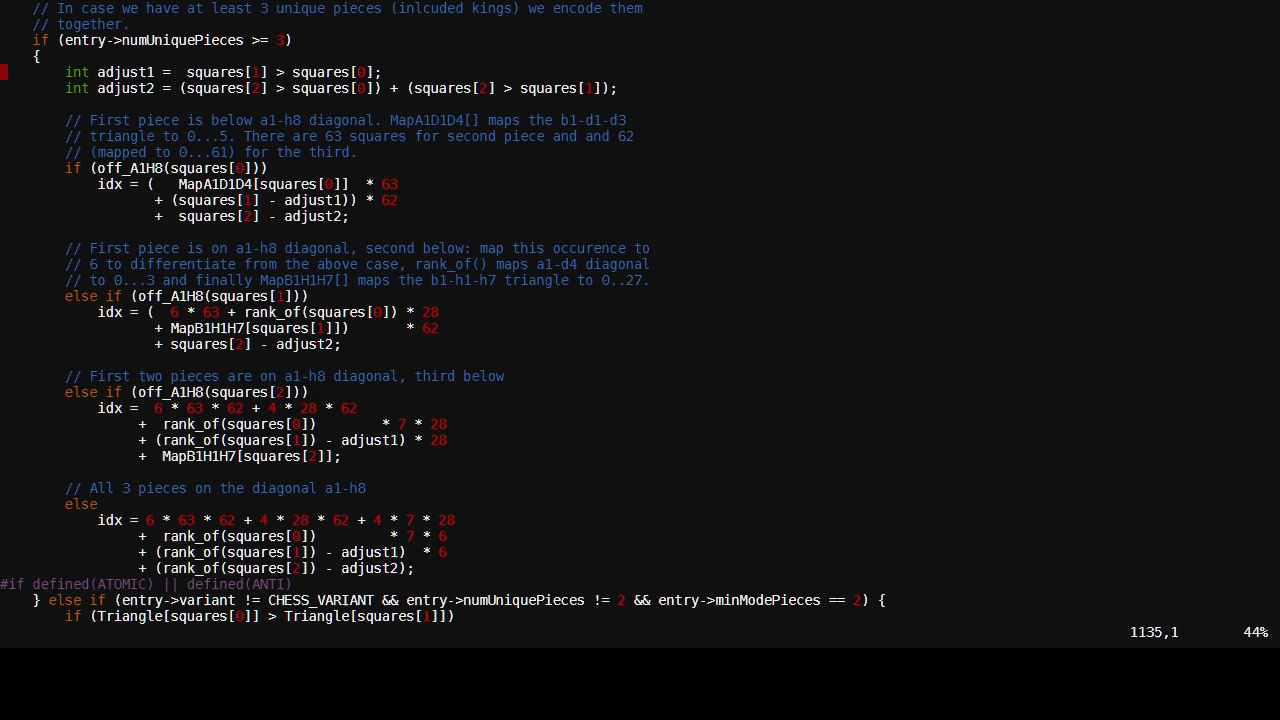 // In case we have at least 3 unique pieces (inlcuded kings) we encode them
// together.
if (entry->numUniquePieces >= 3)
{
int adjust1 =  squares[1] > squares[0];
int adjust2 = (squares[2] > squares[0]) + (squares[2] > squares[1]);
// First piece is below a1-h8 diagonal. MapA1D1D4[] maps the b1-d1-d3
// triangle to 0...5. There are 63 squares for second piece and and 62
// (mapped to 0...61) for the third.
if (off_A1H8(squares[0]))
idx = (   MapA1D1D4[squares[0]]  * 63
+ (squares[1] - adjust1)) * 62
+  squares[2] - adjust2;
// First piece is on a1-h8 diagonal, second below: map this occurence to
// 6 to differentiate from the above case, rank_of() maps a1-d4 diagonal
// to 0...3 and finally MapB1H1H7[] maps the b1-h1-h7 triangle to 0..27.
else if (off_A1H8(squares[1]))
idx = (  6 * 63 + rank_of(squares[0]) * 28
+ MapB1H1H7[squares[1]])       * 62
+ squares[2] - adjust2;
// First two pieces are on a1-h8 diagonal, third below
else if (off_A1H8(squares[2]))
idx =  6 * 63 * 62 + 4 * 28 * 62
+  rank_of(squares[0])        * 7 * 28
+ (rank_of(squares[1]) - adjust1) * 28
+  MapB1H1H7[squares[2]];
// All 3 pieces on the diagonal a1-h8
else
idx = 6 * 63 * 62 + 4 * 28 * 62 + 4 * 7 * 28
+  rank_of(squares[0])         * 7 * 6
+ (rank_of(squares[1]) - adjust1)  * 6
+ (rank_of(squares[2]) - adjust2);
#if defined(ATOMIC) || defined(ANTI)
} else if (entry->variant != CHESS_VARIANT && entry->numUniquePieces != 2 && entry->minModePieces == 2) {
if (Triangle[squares[0]] > Triangle[squares[1]])
1135,1        44%